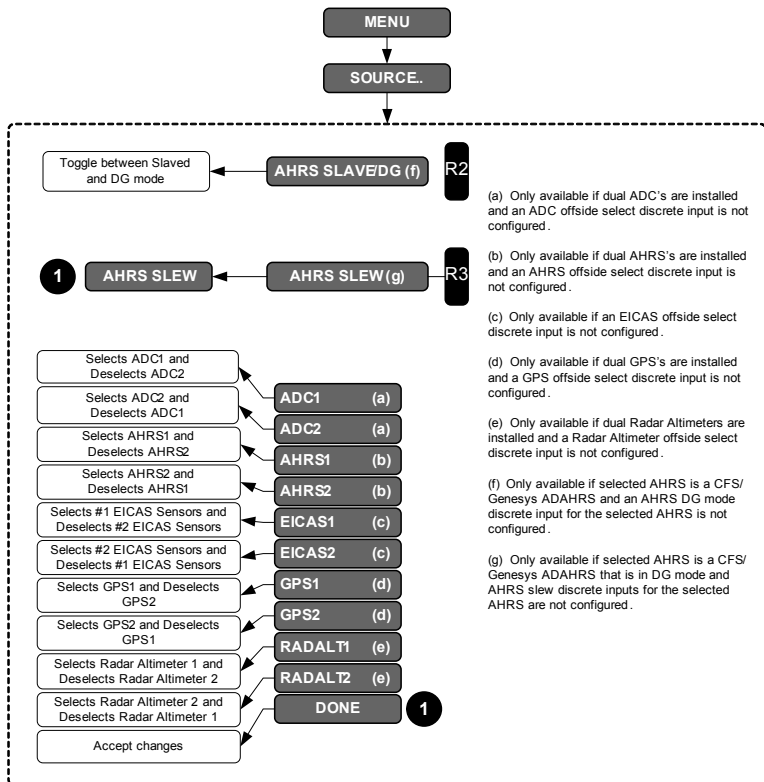 MENU
SOURCE..
Toggle between Slaved
and DG mode
AHRS SLAVE/DG (f)
R2
1
AHRS SLEW
AHRS SLEW(g)
R3
Selects ADC1 and
Deselects ADC2
ADC1 (a)
Selects ADC2 and
Deselects ADC1
ADC2 (a)
Selects AHRS1 and
Deselects AHRS2
AHRS1 (b)
Selects AHRS2 and
Deselects AHRS1
AHRS2 (b)
Selects #1 EICAS Sensors and
Deselects #2 EICAS Sensors
EICAS1 (c)
Selects #2 EICAS Sensors and
Deselects #1 EICAS Sensors
EICAS2 (c)
Selects GPS1 and Deselects
GPS2
GPS1 (d)
Selects GPS2 and Deselects
GPS1
GPS2 (d)
Selects Radar Altimeter 1 and
Deselects Radar Altimeter 2
RADALT1 (e)
Selects Radar Altimeter 2 and
Deselects Radar Altimeter 1
RADALT2 (e)
Accept changes
DONE
1
(a) Only available if dual ADC's are installed
and an ADC offside select discrete input is not
configured.
(b) Only available if dual AHRS's are installed
and an AHRS offside select discrete input is
not configured.
(c) Only available if an EICAS offside select
discrete input is not configured.
(d) Only available if dual GPS's are installed
and a GPS offside select discrete input is not
configured.
(e) Only available if dual Radar Altimeters are
installed and a Radar Altimeter offside select
discrete input is not configured.
(f) Only available if selected AHRS is a CFS/
Genesys ADAHRS and an AHRS DG mode
discrete input for the selected AHRS is not
configured.
(g) Only available if selected AHRS is a CFS/
Genesys ADAHRS that is in DG mode and
AHRS slew discrete inputs for the selected
AHRS are not configured.